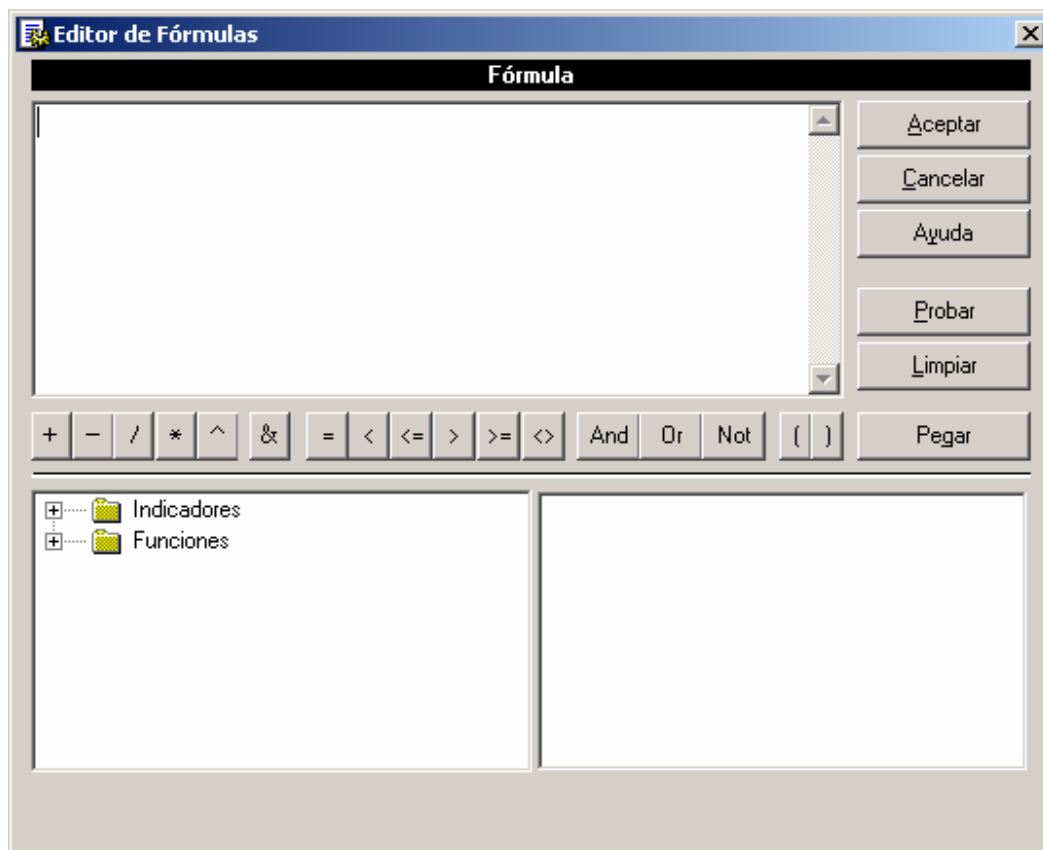 Editor de Fórmulas
Fórmula
Aceptar
Cancelar
Ayuda
Probar
Limpiar
+ − / * ^ & = < <= > >= <> And Or Not ( ) Pegar
Indicadores
Funciones